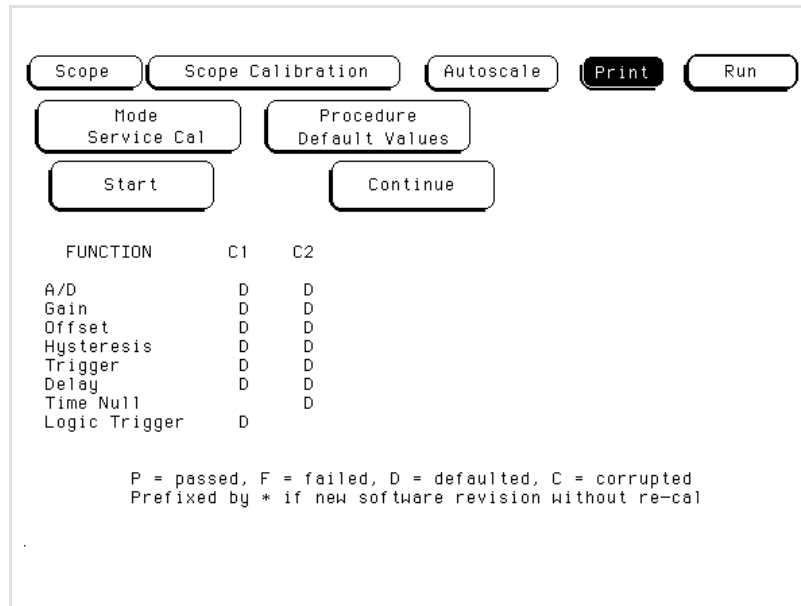 Scope Scope Calibration Autoscale Print Run
Mode Procedure
Service Cal Default Values
Start Continue
FUNCTION C1 C2
A/D D D
Gain D D
Offset D D
Hysteresis D D
Trigger D D
Delay D D
Time Null D
Logic Trigger D
P = passed, F = failed, D = defaulted, C = corrupted
Prefixed by * if new software revision without re-cal